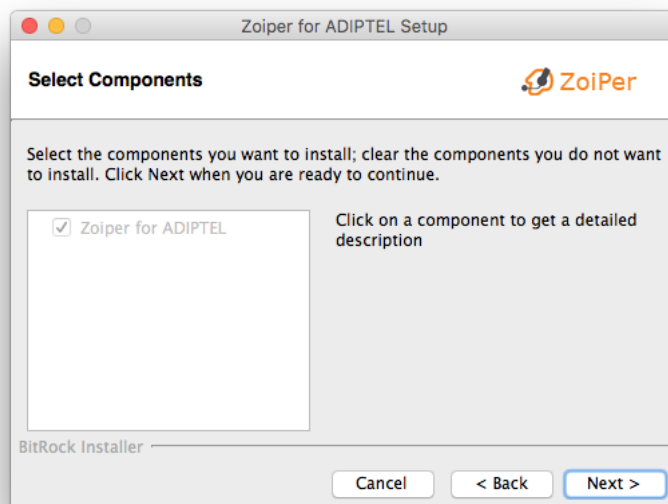 Zoiper for ADIPTEL Setup
Select Components
ZoiPer
Select the components you want to install; clear the components you do not want
to install. Click Next when you are ready to continue.
Zoiper for ADIPTEL
Click on a component to get a detailed
description
BitRock Installer
Cancel
< Back
Next >